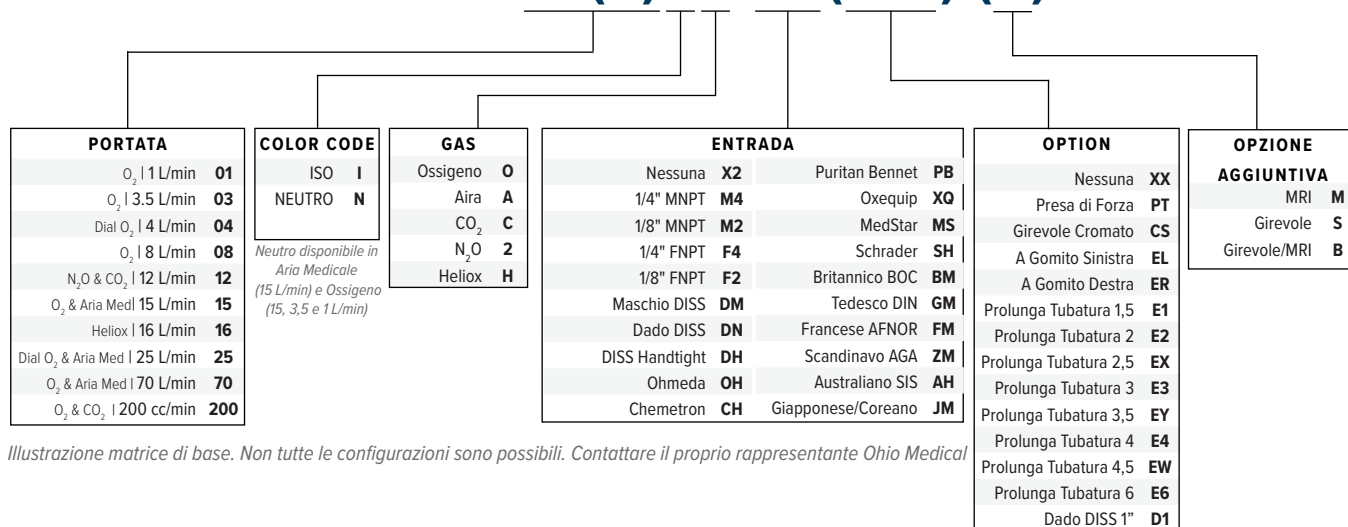 PORTATA
O₂ | 1 L/min 01
O₂ | 3.5 L/min 03
Dial O₂ | 4 L/min 04
O₂ | 8 L/min 08
N₂O & CO₂ | 12 L/min 12
O₂ & Aria Med| 15 L/min 15
Heliox | 16 L/min 16
Dial O₂ & Aria Med | 25 L/min 25
O₂ & Aria Med | 70 L/min 70
O₂ & CO₂ | 200 cc/min 200
COLOR CODE
ISO I
NEUTRO N
Neutro disponibile in
Aria Medicale
(15 L/min) e Ossigeno
(15, 3,5 e 1 L/min)
GAS
Ossigeno O
Aira A
CO₂ C
N₂O 2
Heliox H
ENTRADA
Nessuna X2
1/4" MNPT M4
1/8" MNPT M2
1/4" FNPT F4
1/8" FNPT F2
Maschio DISS DM
Dado DISS DN
DISS Handtight DH
Ohmeda OH
Chemetron CH
Puritan Bennet PB
Oxequip XQ
MedStar MS
Schrader SH
Britannico BOC BM
Tedesco DIN GM
Francese AFNOR FM
Scandinavo AGA ZM
Australiano SIS AH
Giapponese/Coreano JM
OPTION
Nessuna XX
Presa di Forza PT
Girevole Cromato CS
A Gomito Sinistra EL
A Gomito Destra ER
Prolunga Tubatura 1,5 E1
Prolunga Tubatura 2 E2
Prolunga Tubatura 2,5 EX
Prolunga Tubatura 3 E3
Prolunga Tubatura 3,5 EY
Prolunga Tubatura 4 E4
Prolunga Tubatura 4,5 EW
Prolunga Tubatura 6 E6
Dado DISS 1” D1
OPZIONE
AGGIUNTIVA
MRI M
Girevole S
Girevole/MRI B
Illustrazione matrice di base. Non tutte le configurazioni sono possibili. Contattare il proprio rappresentante Ohio Medical